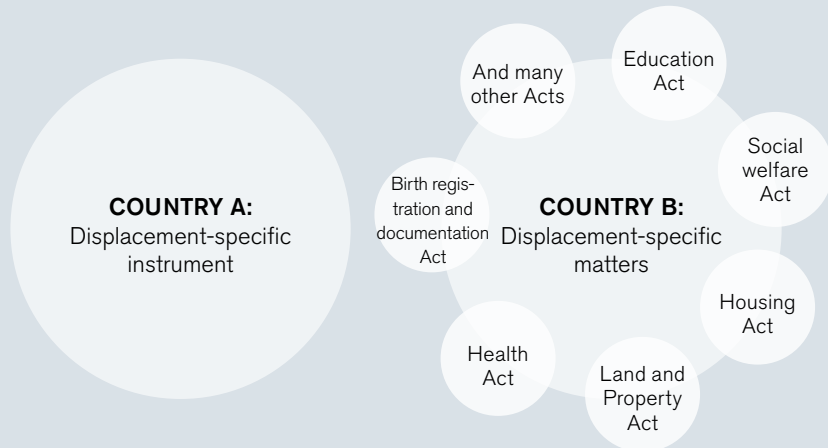 COUNTRY A:
Displacement-specific
instrument
And many
other Acts
Education
Act
Social
welfare
Act
Birth regis-
tration and
documentation
Act
COUNTRY B:
Displacement-specific
matters
Housing
Act
Health
Act
Land and
Property
Act